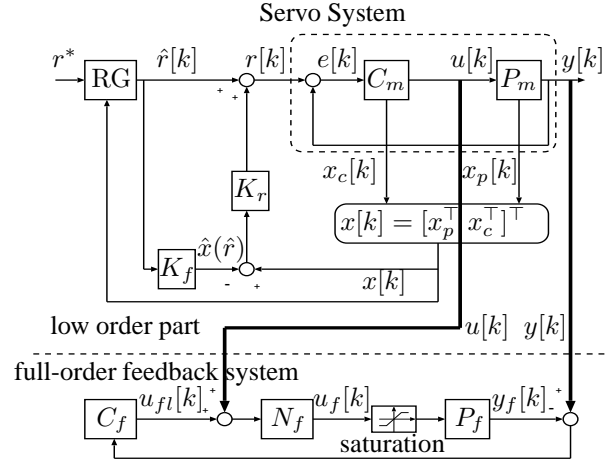 Servo System
r* RG r̂[k] r[k] e[k] C_m u[k] P_m y[k]
+ +
x_c[k] x_p[k]
K_r
x[k] = [x_p^⊤ x_c^⊤]^⊤
K_f x̂(r̂)
- + x[k]
low order part u[k] y[k]
full-order feedback system
C_f u_{fl}[k] + + N_f u_f[k] P_f y_f[k] - +
saturation